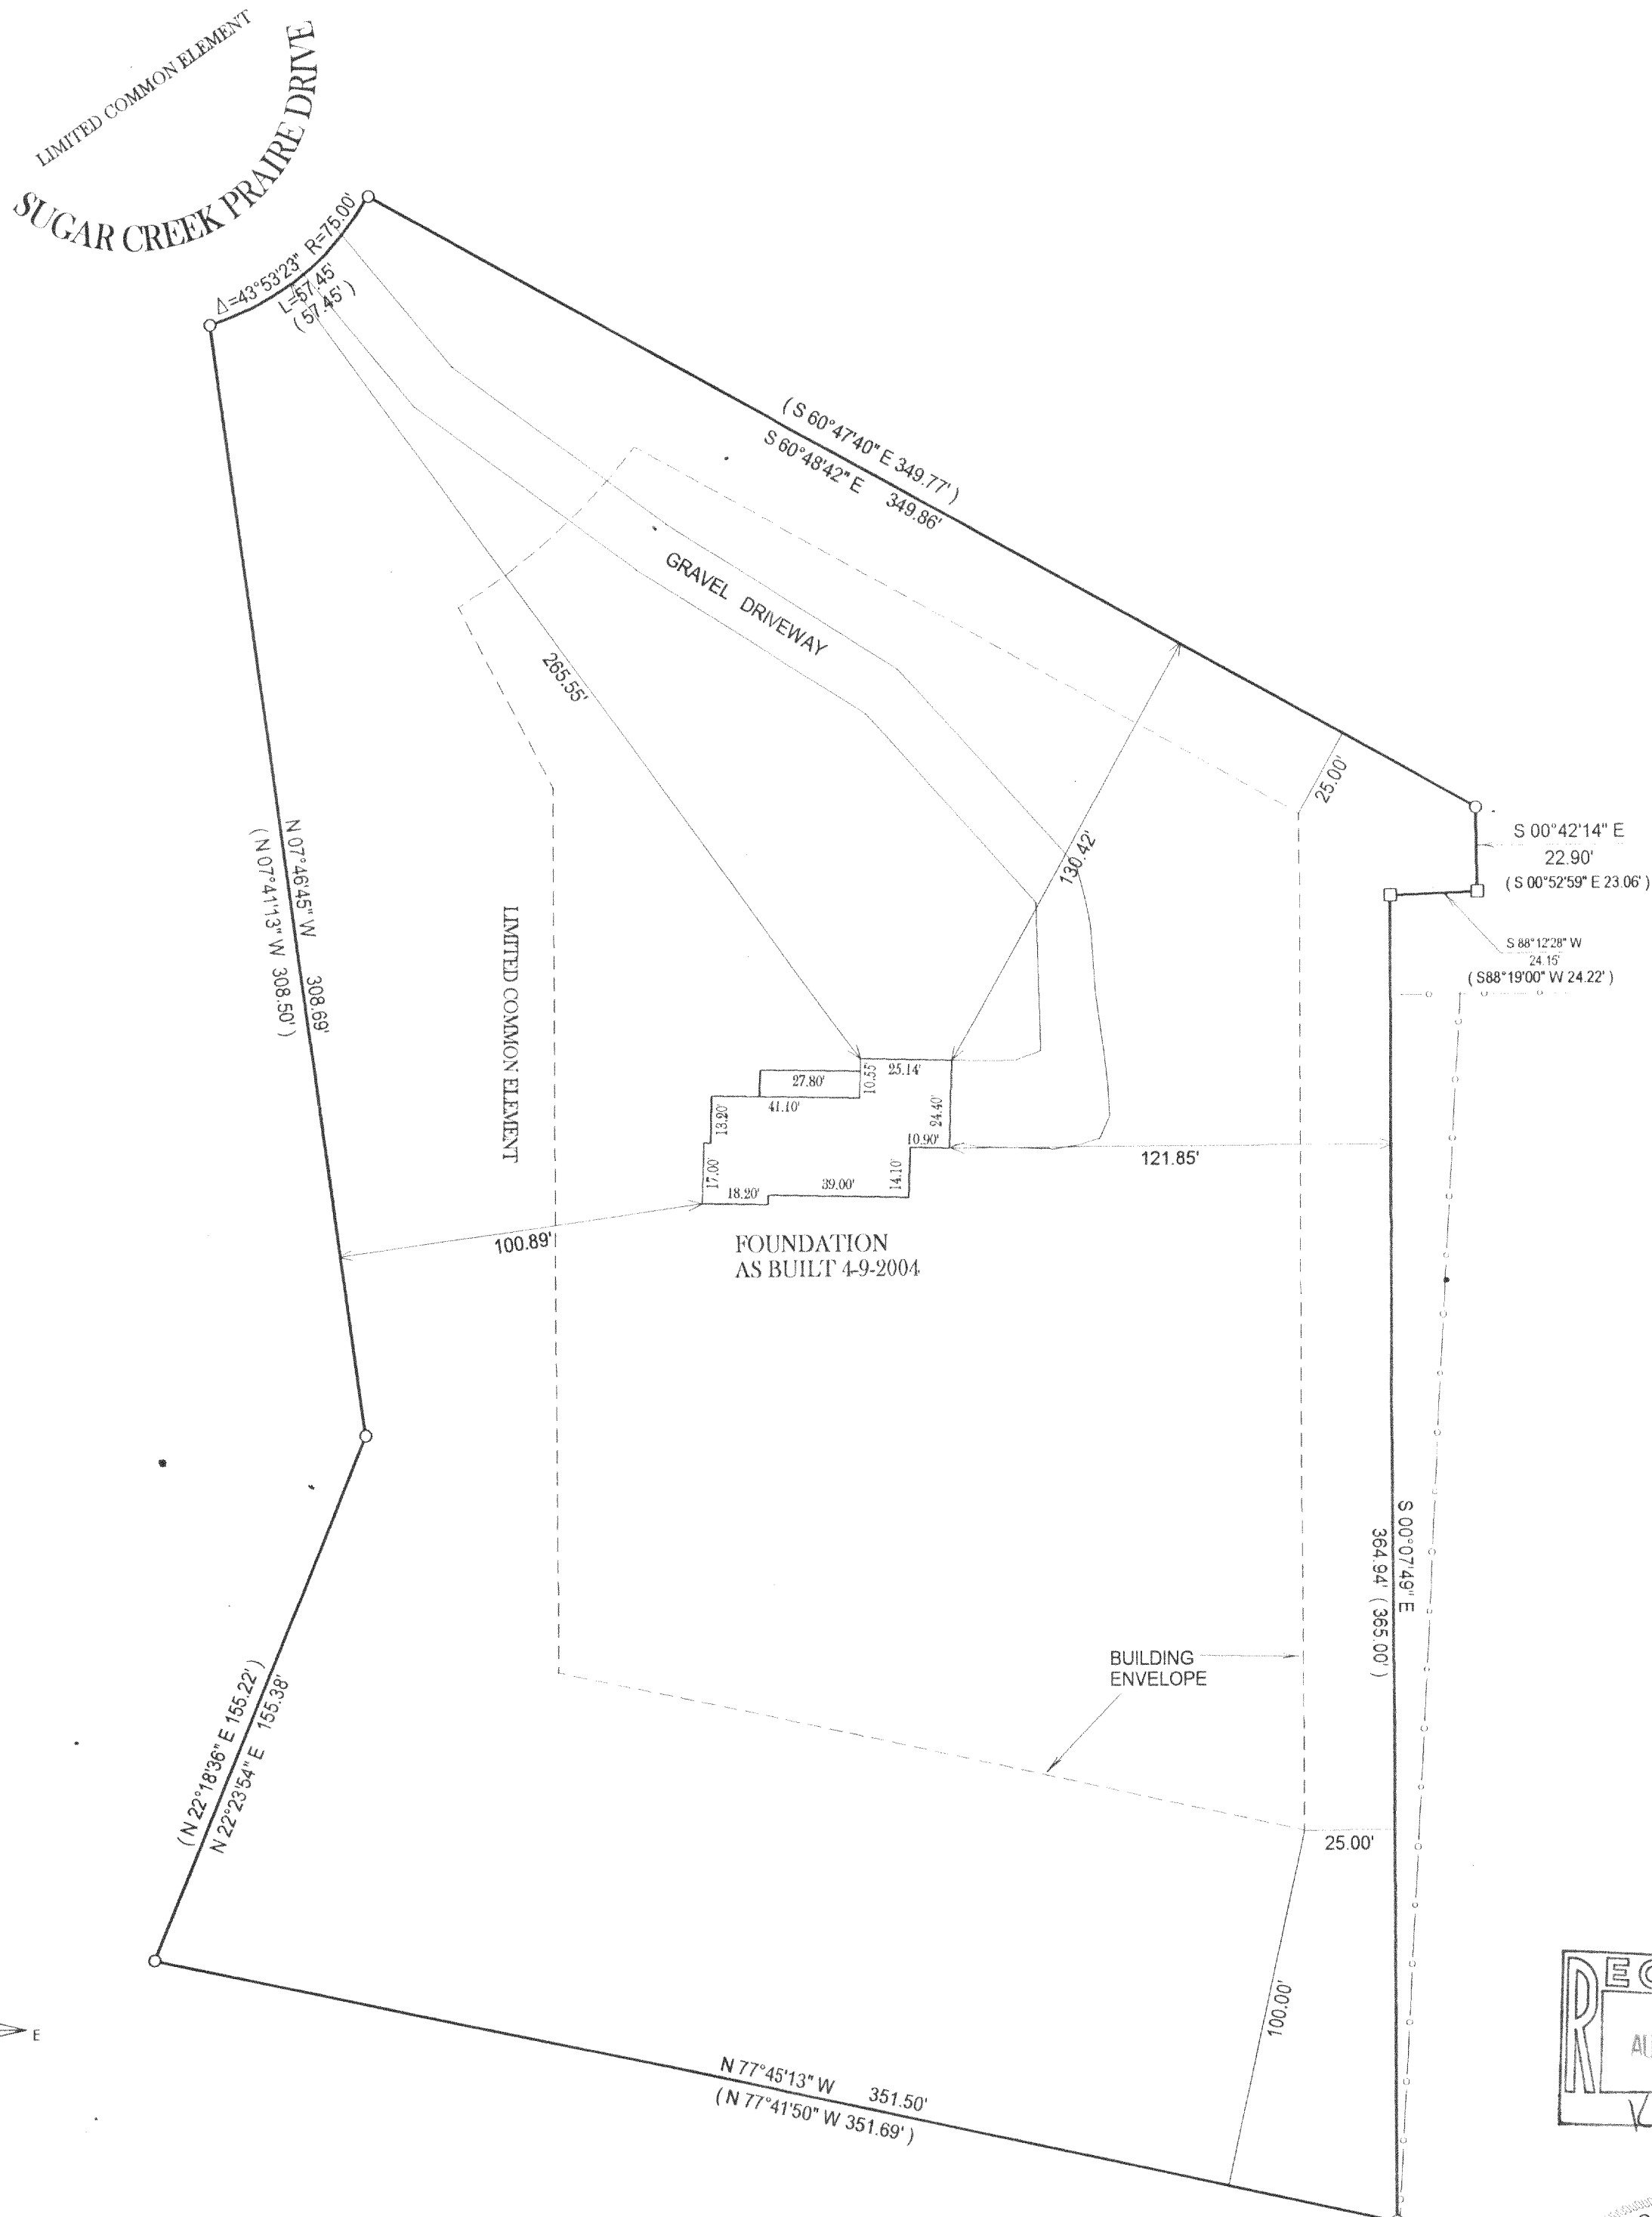 LIMITED COMMON ELEMENT
SUGAR CREEK PRAIRE DRIVE
Δ=43°53'23" R=75.00'
L=57.45'
( 57.45' )
( S 60°47'40" E 349.77' )
S 60°48'42" E 349.86'
GRAVEL DRIVEWAY
265.55'
130.42'
25.00'
S 00°42'14" E
22.90'
( S 00°52'59" E 23.06' )
S 88°12'28" W
24.15'
( S88°19'00" W 24.22' )
N 07°46'45" W 308.69'
( N 07°41'13" W 308.50' )
LIMITED COMMON ELEMENT
27.80'
10.55'
25.14'
41.10'
13.20'
24.40'
10.90'
17.00'
18.20'
39.00'
14.10'
121.85'
100.89'
FOUNDATION
AS BUILT 4-9-2004
S 00°07'49" E
364.94' ( 365.00' )
BUILDING
ENVELOPE
( N 22°18'36" E 155.22' )
N 22°23'54" E 155.38'
25.00'
100.00'
E
N 77°45'13" W 351.50'
( N 77°41'50" W 351.69' )